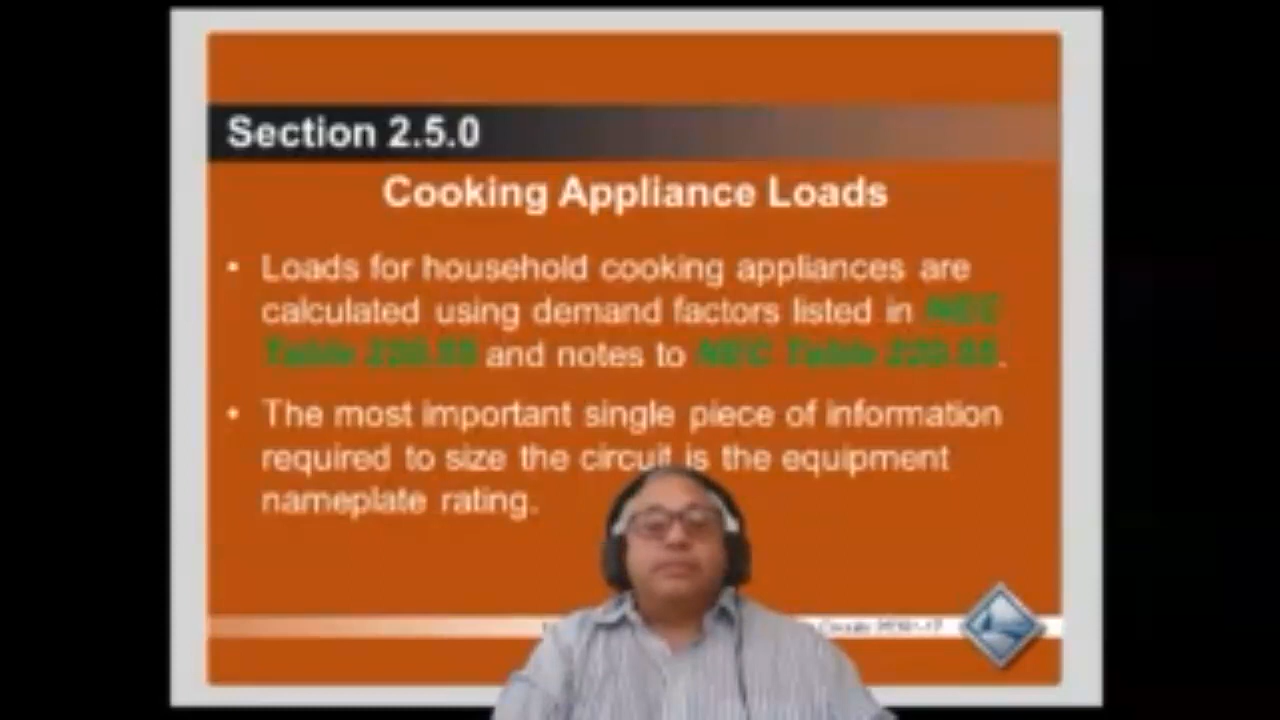 Section 2.5.0
Cooking Appliance Loads
• Loads for household cooking appliances are
calculated using demand factors listed in NEC
Table 220.55 and notes to NEC Table 220.55.
• The most important single piece of information
required to size the circuit is the equipment
nameplate rating.